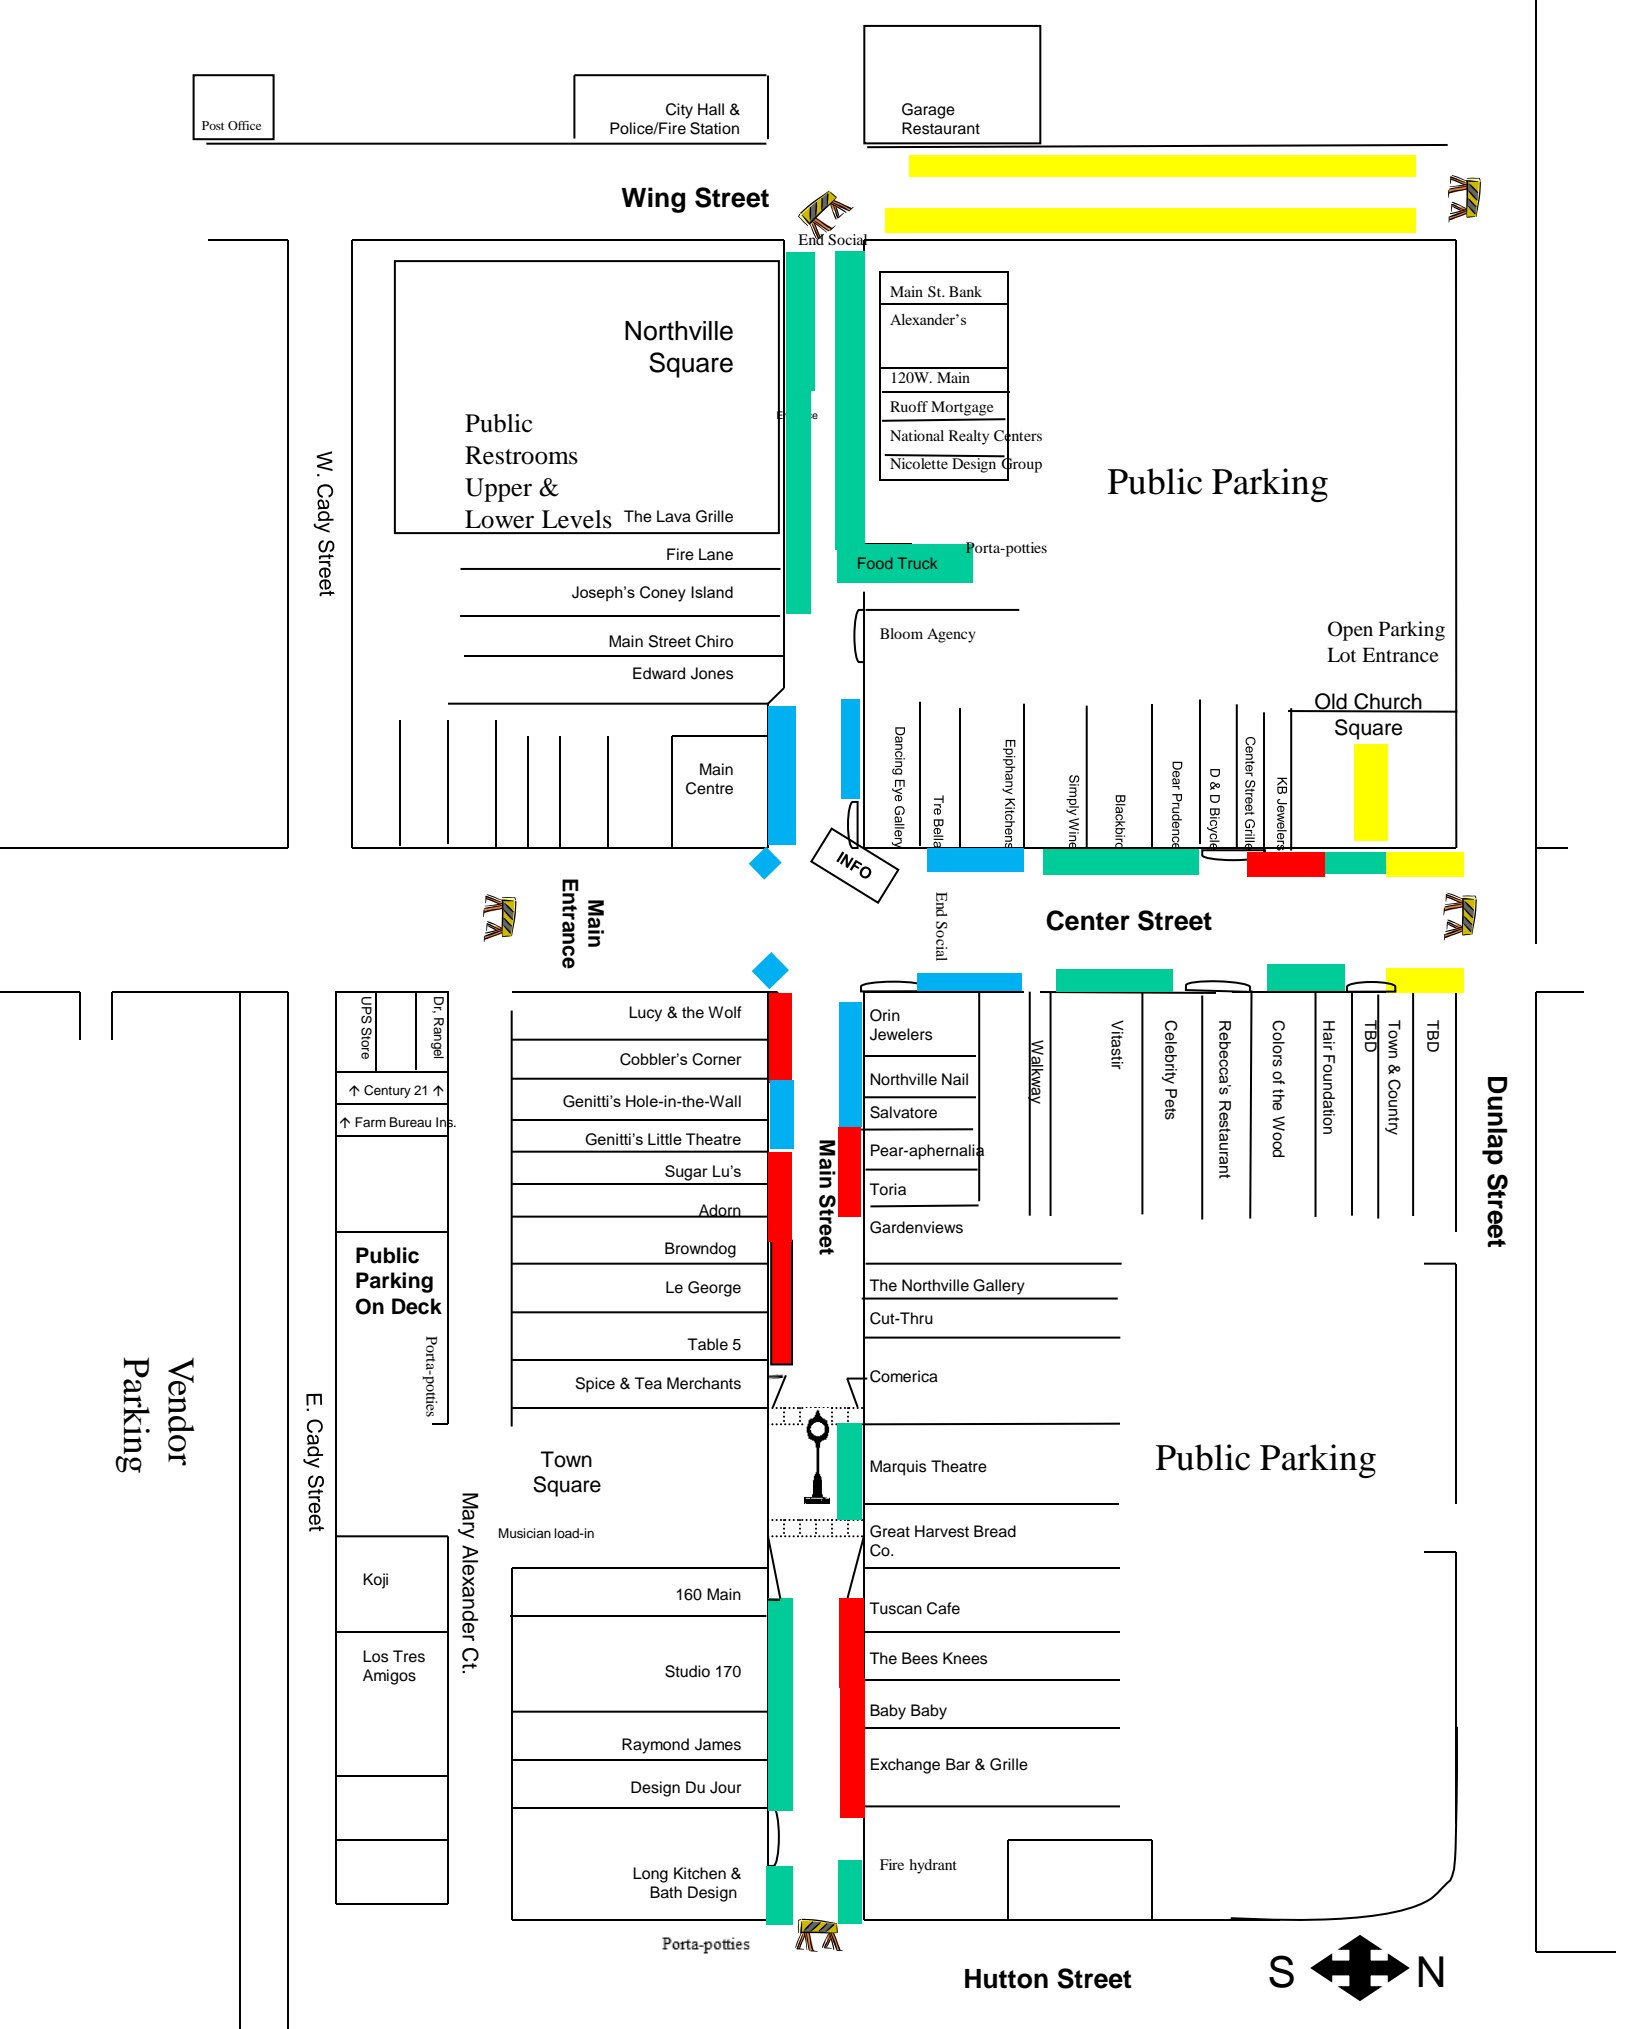 Post Office
City Hall &
Police/Fire Station
Garage
Restaurant
Wing Street
End Social
Northville
Square
Public
Restrooms
Upper &
Lower Levels
The Lava Grille
Fire Lane
Joseph's Coney Island
Main Street Chiro
Edward Jones
Main
Centre
W. Cady Street
Main St. Bank
Alexander's
120W. Main
Ruoff Mortgage
National Realty Centers
Nicolette Design Group
Public Parking
Porta-potties
Food Truck
Bloom Agency
Open Parking
Lot Entrance
Old Church
Square
Dancing Eye Gallery
Tre Bella
Epiphany Kitchens
Simply Wine
Blackbird
Dear Prudence
D & D Bicycle
Center Street Grille
KB Jewelers
INFO
Main
Entrance
End Social
Center Street
UPS Store
Dr, Rangel
↑ Century 21 ↑
↑ Farm Bureau Ins.
Public
Parking
On Deck
Porta-potties
Vendor
Parking
E. Cady Street
Koji
Los Tres
Amigos
Mary Alexander Ct.
Lucy & the Wolf
Cobbler's Corner
Genitti's Hole-in-the-Wall
Genitti's Little Theatre
Sugar Lu's
Adorn
Browndog
Le George
Table 5
Spice & Tea Merchants
Town
Square
Musician load-in
160 Main
Studio 170
Raymond James
Design Du Jour
Long Kitchen &
Bath Design
Porta-potties
Main Street
Orin
Jewelers
Northville Nail
Salvatore
Pear-aphernalia
Toria
Gardenviews
The Northville Gallery
Cut-Thru
Comerica
Marquis Theatre
Great Harvest Bread
Co.
Tuscan Cafe
The Bees Knees
Baby Baby
Exchange Bar & Grille
Fire hydrant
Walkway
Vitastir
Celebrity Pets
Rebecca's Restaurant
Colors of the Wood
Hair Foundation
TBD
Town & Country
TBD
Dunlap Street
Public Parking
Hutton Street
S N